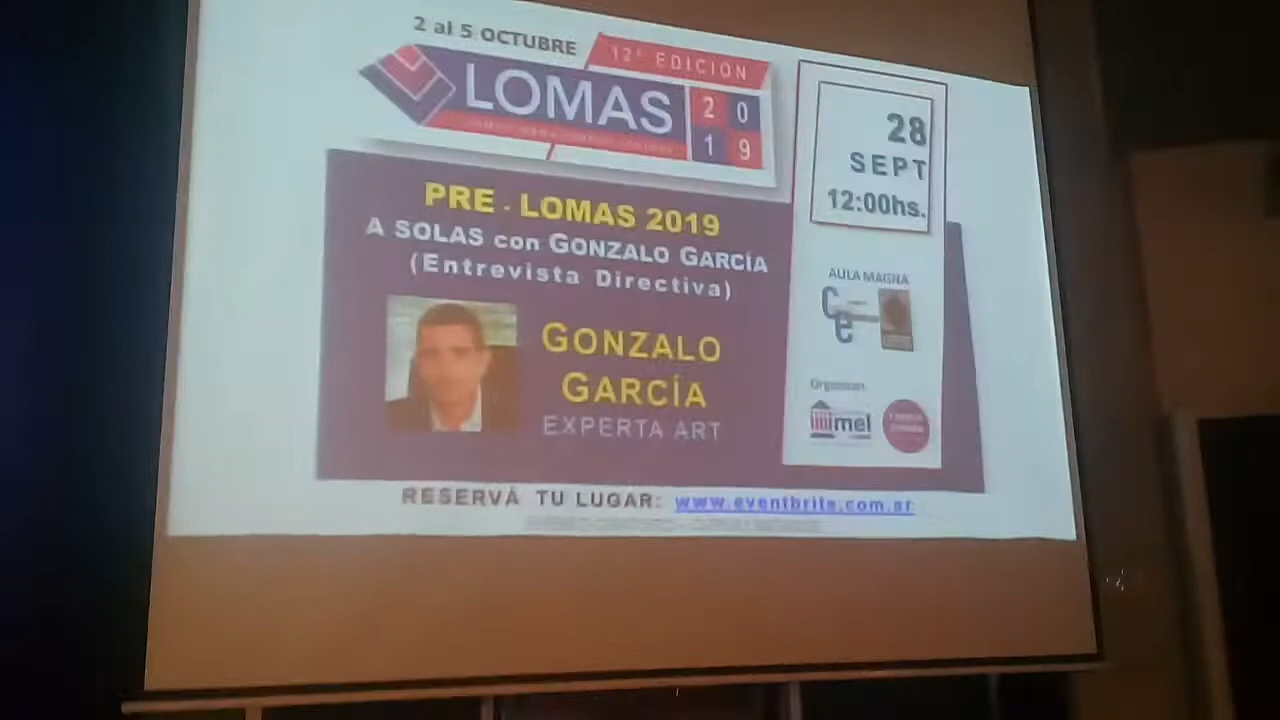 2 al 5 OCTUBRE
12° EDICION
LOMAS
2 0
1 9
PRE - LOMAS 2019
A SOLAS con GONZALO GARCÍA
(Entrevista Directiva)
GONZALO
GARCÍA
EXPERTA ART
28
SEPT
12:00hs.
AULA MAGNA
Ce
Organizan:
imel
RESERVÁ TU LUGAR: www.eventbrite.com.ar